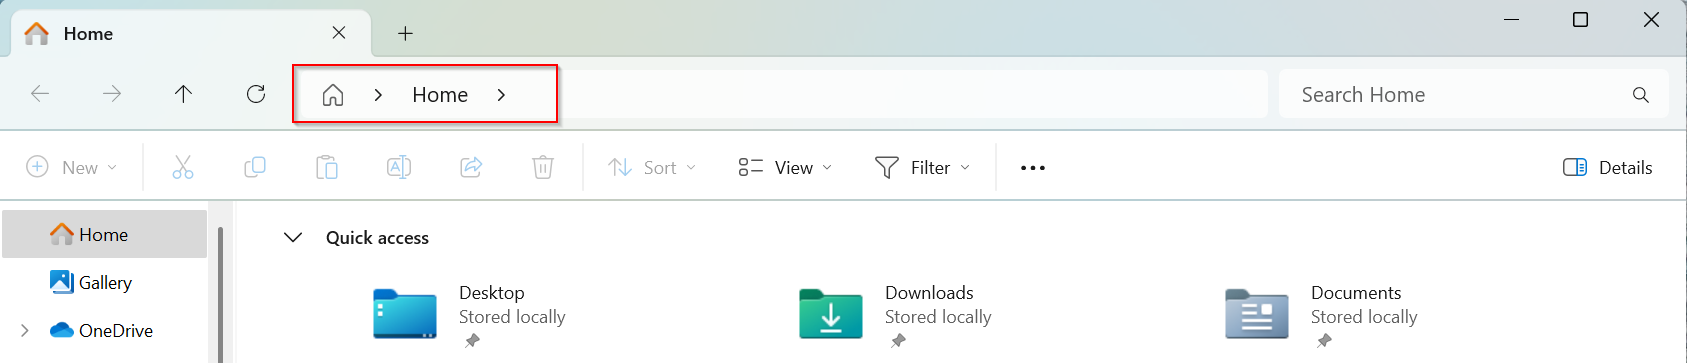 Home
Home
Search Home
New
Sort
View
Filter
Details
Home
Gallery
OneDrive
Quick access
Desktop
Stored locally
Downloads
Stored locally
Documents
Stored locally